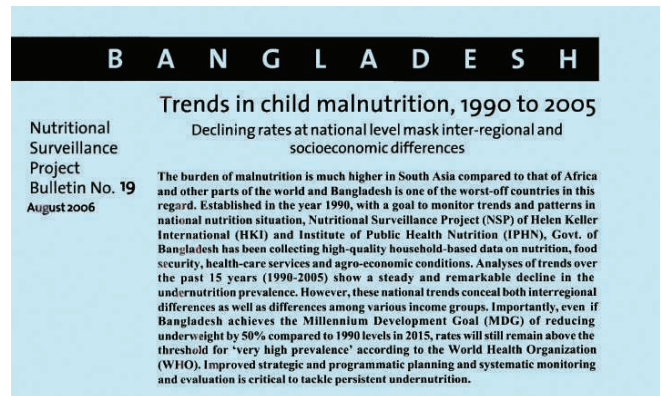 BANGLADESH
Trends in child malnutrition, 1990 to 2005
Declining rates at national level mask inter-regional and
socioeconomic differences
Nutritional
Surveillance
Project
Bulletin No. 19
August 2006
The burden of malnutrition is much higher in South Asia compared to that of Africa
and other parts of the world and Bangladesh is one of the worst-off countries in this
regard. Established in the year 1990, with a goal to monitor trends and patterns in
national nutrition situation, Nutritional Surveillance Project (NSP) of Helen Keller
International (HKI) and Institute of Public Health Nutrition (IPHN), Govt. of
Bangladesh has been collecting high-quality household-based data on nutrition, food
security, health-care services and agro-economic conditions. Analyses of trends over
the past 15 years (1990-2005) show a steady and remarkable decline in the
undernutrition prevalence. However, these national trends conceal both interregional
differences as well as differences among various income groups. Importantly, even if
Bangladesh achieves the Millennium Development Goal (MDG) of reducing
underweight by 50% compared to 1990 levels in 2015, rates will still remain above the
threshold for 'very high prevalence' according to the World Health Organization
(WHO). Improved strategic and programmatic planning and systematic monitoring
and evaluation is critical to tackle persistent undernutrition.